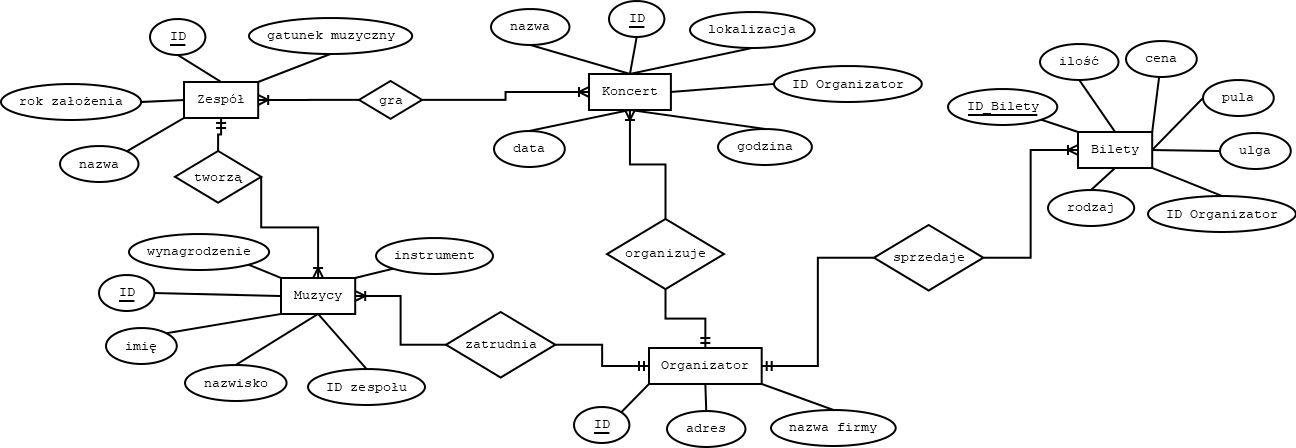 ID
gatunek muzyczny
rok założenia
Zespół
nazwa
gra
nazwa
ID
lokalizacja
Koncert
ID Organizator
data
godzina
ilość
cena
ID_Bilety
pula
Bilety
ulga
rodzaj
ID Organizator
tworzą
wynagrodzenie
instrument
ID
Muzycy
imię
nazwisko
ID zespołu
organizuje
sprzedaje
zatrudnia
Organizator
ID
adres
nazwa firmy